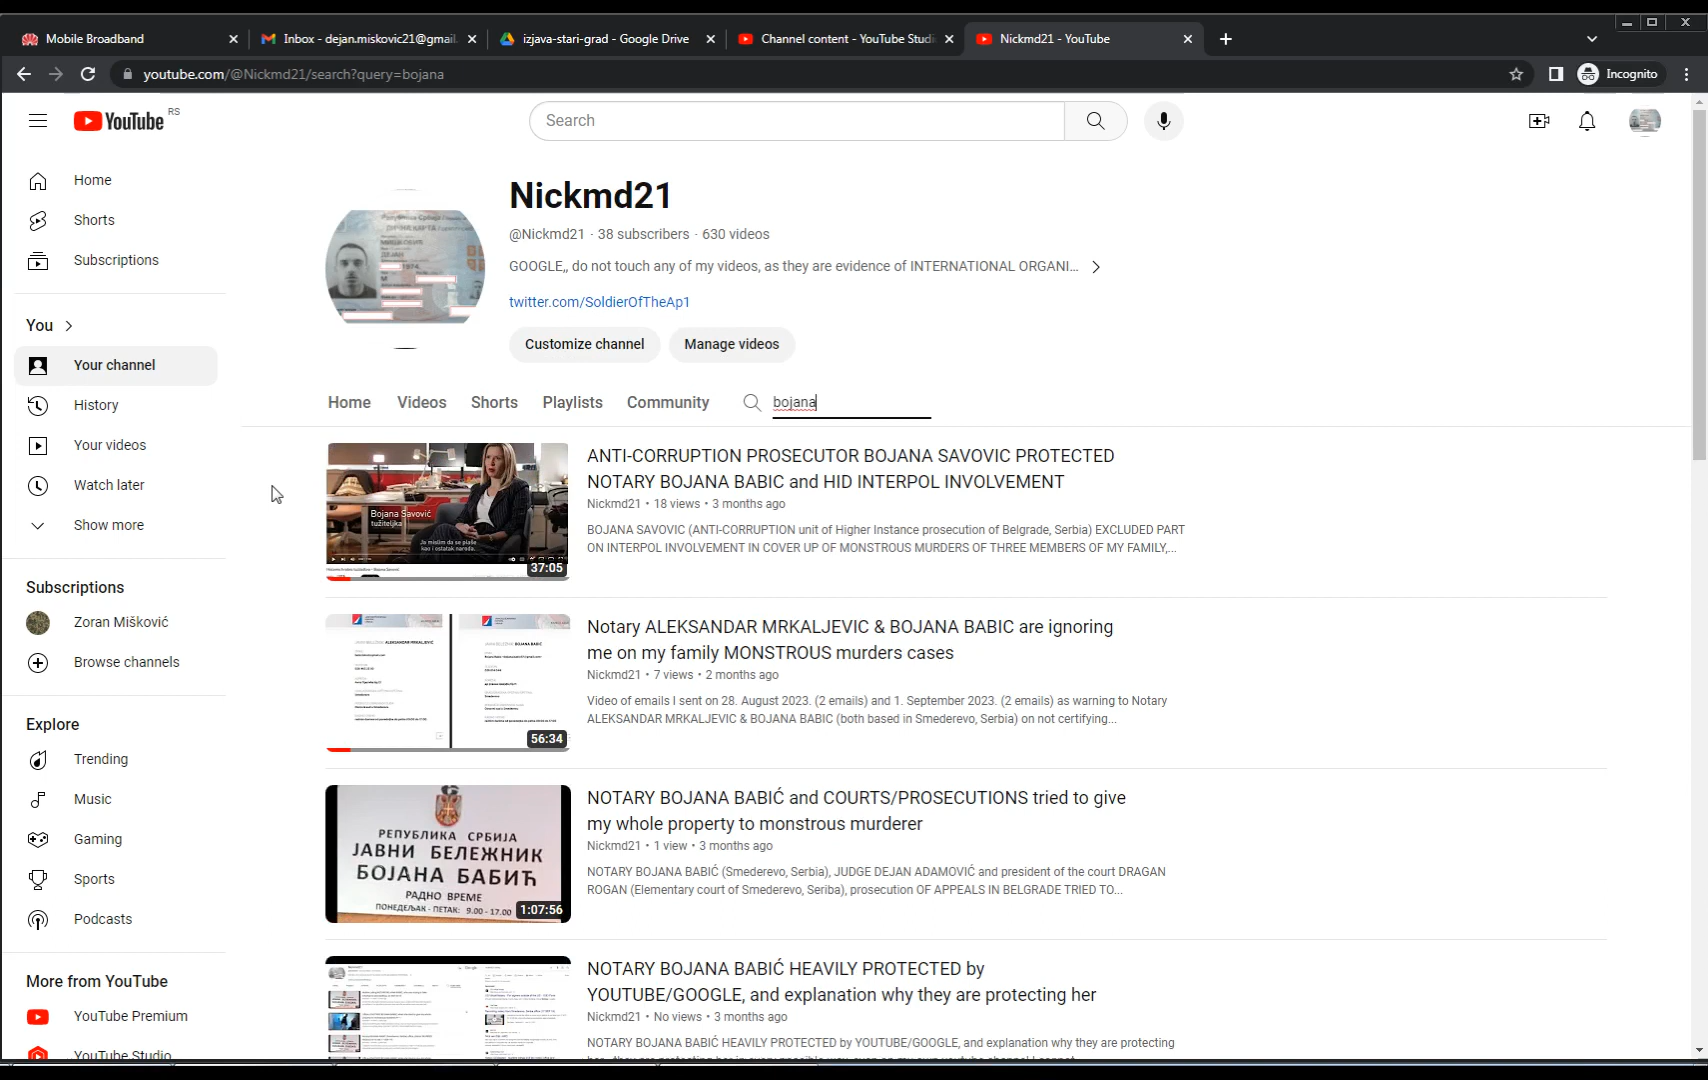 Mobile Broadband
Inbox - dejan.miskovic21@gmail.
izjava-stari-grad - Google Drive
Channel content - YouTube Studi
Nickmd21 - YouTube
youtube.com/@Nickmd21/search?query=bojana
Incognito
YouTube RS
Search
Home
Shorts
Subscriptions
You
Your channel
History
Your videos
Watch later
Show more
Subscriptions
Zoran Mišković
Browse channels
Explore
Trending
Music
Gaming
Sports
Podcasts
More from YouTube
YouTube Premium
YouTube Studio
Nickmd21
@Nickmd21 · 38 subscribers · 630 videos
GOOGLE,, do not touch any of my videos, as they are evidence of INTERNATIONAL ORGANI...
twitter.com/SoldierOfTheAp1
Customize channel
Manage videos
Home
Videos
Shorts
Playlists
Community
bojana
Bojana Savović
tužiteljka
Ja mislim da se plaše
kao i ostatak naroda.
37:05
ANTI-CORRUPTION PROSECUTOR BOJANA SAVOVIC PROTECTED
NOTARY BOJANA BABIC and HID INTERPOL INVOLVEMENT
Nickmd21 • 18 views • 3 months ago
BOJANA SAVOVIC (ANTI-CORRUPTION unit of Higher Instance prosecution of Belgrade, Serbia) EXCLUDED PART
ON INTERPOL INVOLVEMENT IN COVER UP OF MONSTROUS MURDERS OF THREE MEMBERS OF MY FAMILY,...
56:34
Notary ALEKSANDAR MRKALJEVIC & BOJANA BABIC are ignoring
me on my family MONSTROUS murders cases
Nickmd21 • 7 views • 2 months ago
Video of emails I sent on 28. August 2023. (2 emails) and 1. September 2023. (2 emails) as warning to Notary
ALEKSANDAR MRKALJEVIC & BOJANA BABIC (both based in Smederevo, Serbia) on not certifying...
РЕПУБЛИКА СРБИЈА
ЈАВНИ БЕЛЕЖНИК
БОЈАНА БАБИЋ
РАДНО ВРЕМЕ
ПОНЕДЕЉАК - ПЕТАК: 9.00 - 17.00
1:07:56
NOTARY BOJANA BABIĆ and COURTS/PROSECUTIONS tried to give
my whole property to monstrous murderer
Nickmd21 • 1 view • 3 months ago
NOTARY BOJANA BABIĆ (Smederevo, Serbia), JUDGE DEJAN ADAMOVIĆ and president of the court DRAGAN
ROGAN (Elementary court of Smederevo, Seriba), prosecution OF APPEALS IN BELGRADE TRIED TO...
NOTARY BOJANA BABIĆ HEAVILY PROTECTED by
YOUTUBE/GOOGLE, and explanation why they are protecting her
Nickmd21 • No views • 3 months ago
NOTARY BOJANA BABIĆ HEAVILY PROTECTED by YOUTUBE/GOOGLE, and explanation why they are protecting